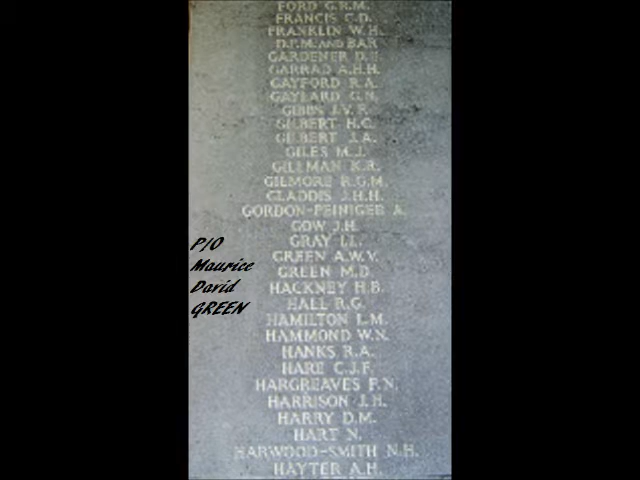 FORD G.R.M.
FRANCIS C.D.
FRANKLIN W.H.
D.F.M. AND BAR
GARDENER D.E.
GARRAD A.H.H.
GAYFORD R.A.
GAYLARD G.N.
GIBBS J.V.F.
GILBERT H.C.
GILBERT J.A.
GILES M.J.
GILLMAN K.R.
GILMORE R.G.M.
GLADDIS J.H.H.
GORDON-PEINIGER A.
GOW J.H.
GRAY I.L.
GREEN A.W.V.
GREEN M.D.
HACKNEY H.B.
HALL R.G.
HAMILTON L.M.
HAMMOND W.N.
HANKS R.A.
HARE C.J.F.
HARGREAVES F.N.
HARRISON J.H.
HARRY D.M.
HART N.
HARWOOD-SMITH N.H.
HAYTER A.H.
P/O
Maurice
David
GREEN